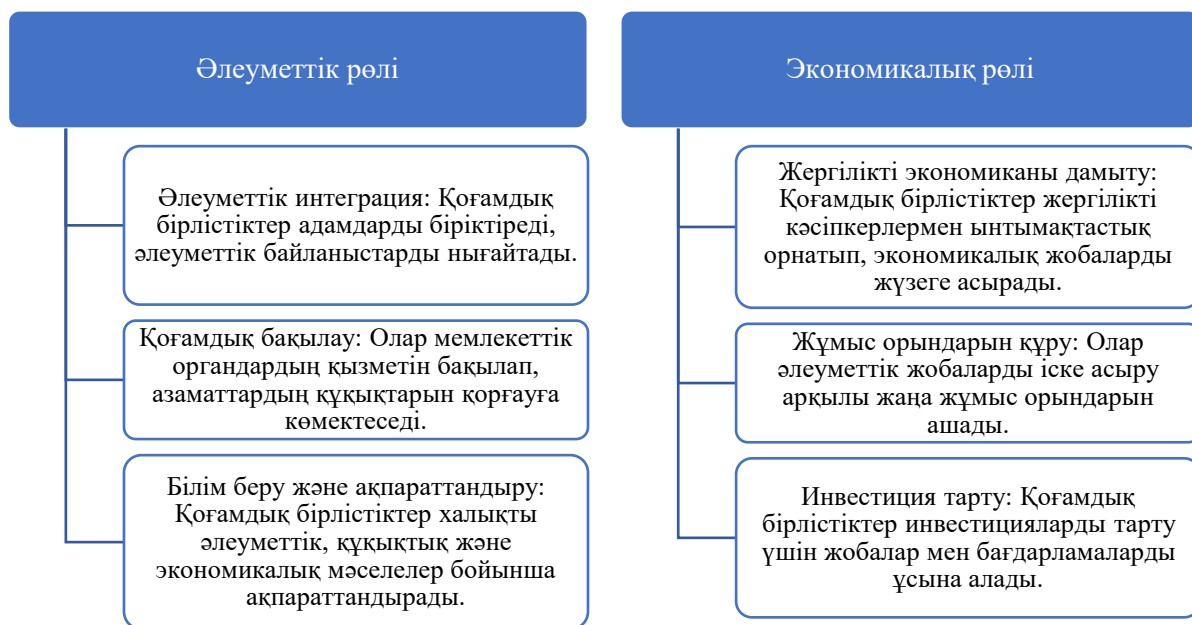 Әлеуметтік рөлі
Әлеуметтік интеграция: Қоғамдық
бірлістіктер адамдарды біріктіреді,
әлеуметтік байланыстарды нығайтады.
Қоғамдық бақылау: Олар мемлекеттік
органдардың қызметін бақылап,
азаматтардың құқықтарын қорғауға
көмектеседі.
Білім беру және ақпараттандыру:
Қоғамдық бірлістіктер халықты
әлеуметтік, құқықтық және
экономикалық мәселелер бойынша
ақпараттандырады.
Экономикалық рөлі
Жергілікті экономиканы дамыту:
Қоғамдық бірлістіктер жергілікті
кәсіпкерлермен ынтымақтастық
орнатып, экономикалық жобаларды
жүзеге асырады.
Жұмыс орындарын құру: Олар
әлеуметтік жобаларды іске асыру
арқылы жаңа жұмыс орындарын
ашады.
Инвестиция тарту: Қоғамдық
бірлістіктер инвестицияларды тарту
үшін жобалар мен бағдарламаларды
ұсына алады.